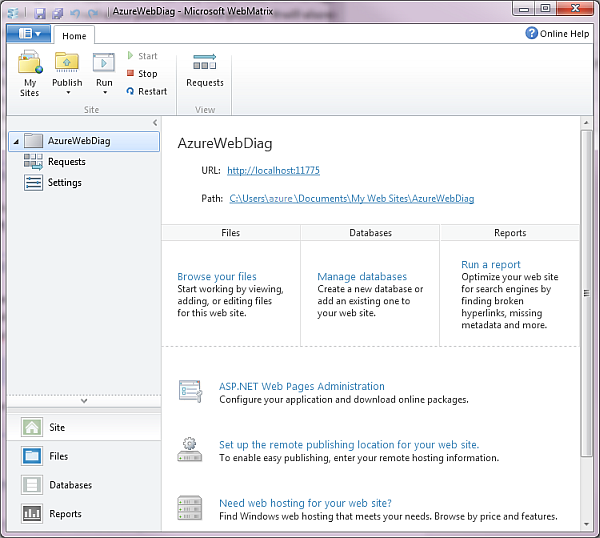 AzureWebDiag - Microsoft WebMatrix
Home
Online Help
My Sites
Publish
Run
Start
Stop
Restart
Requests
Site
View
AzureWebDiag
Requests
Settings
Site
Files
Databases
Reports
AzureWebDiag
URL: http://localhost:11775
Path: C:\Users\azure\Documents\My Web Sites\AzureWebDiag
Files
Databases
Reports
Browse your files
Start working by viewing,
adding, or editing files
for this web site.
Manage databases
Create a new database or
add an existing one to
your web site.
Run a report
Optimize your web site
for search engines by
finding broken
hyperlinks, missing
metadata and more.
ASP.NET Web Pages Administration
Configure your application and download online packages.
Set up the remote publishing location for your web site.
To enable easy publishing, enter your remote hosting information.
Need web hosting for your web site?
Find Windows web hosting that meets your needs. Browse by price and features.